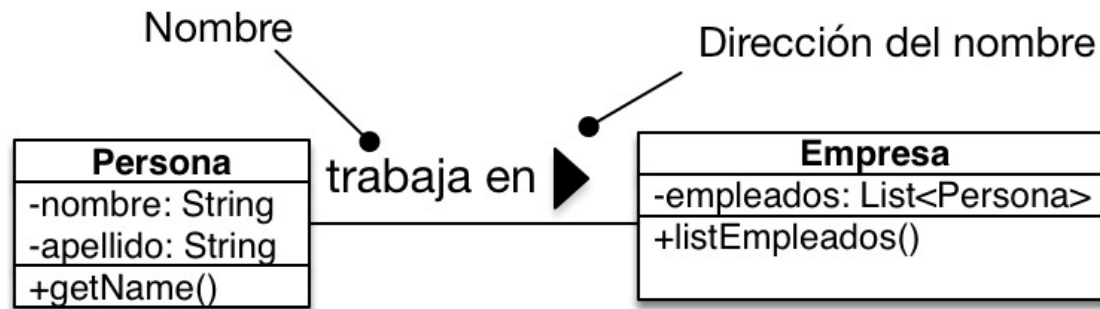 Nombre
Dirección del nombre
Persona
-nombre: String
-apellido: String
+getName()
trabaja en
Empresa
-empleados: List<Persona>
+listEmpleados()